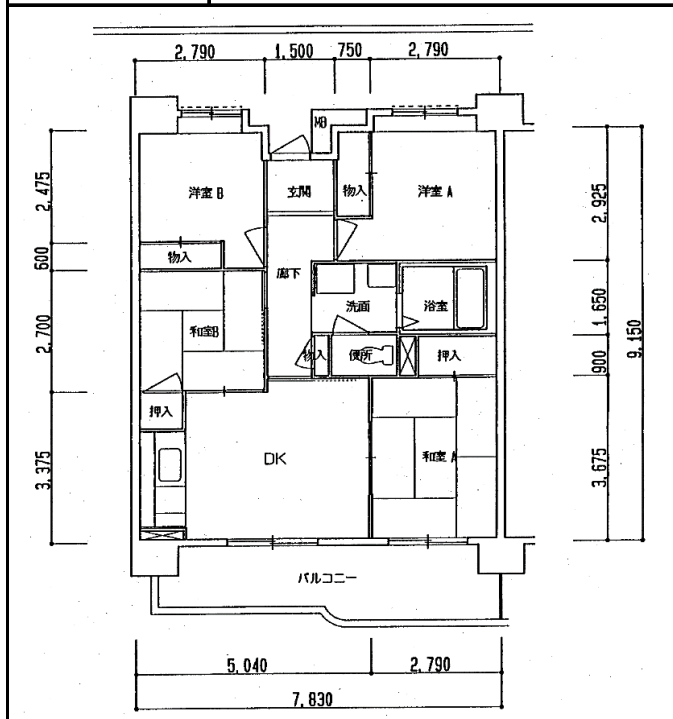 2,790 1,500 750 2,790
MB
洋室 B 玄関 物入 洋室 A
2,475 2,925
600 物入
廊下
洗面 浴室
1,650
2,700 和室B
物入 便所 押入
900 9,150
押入
3,375 DK 和室 A 3,675
バルコニー
5,040 2,790
7,830